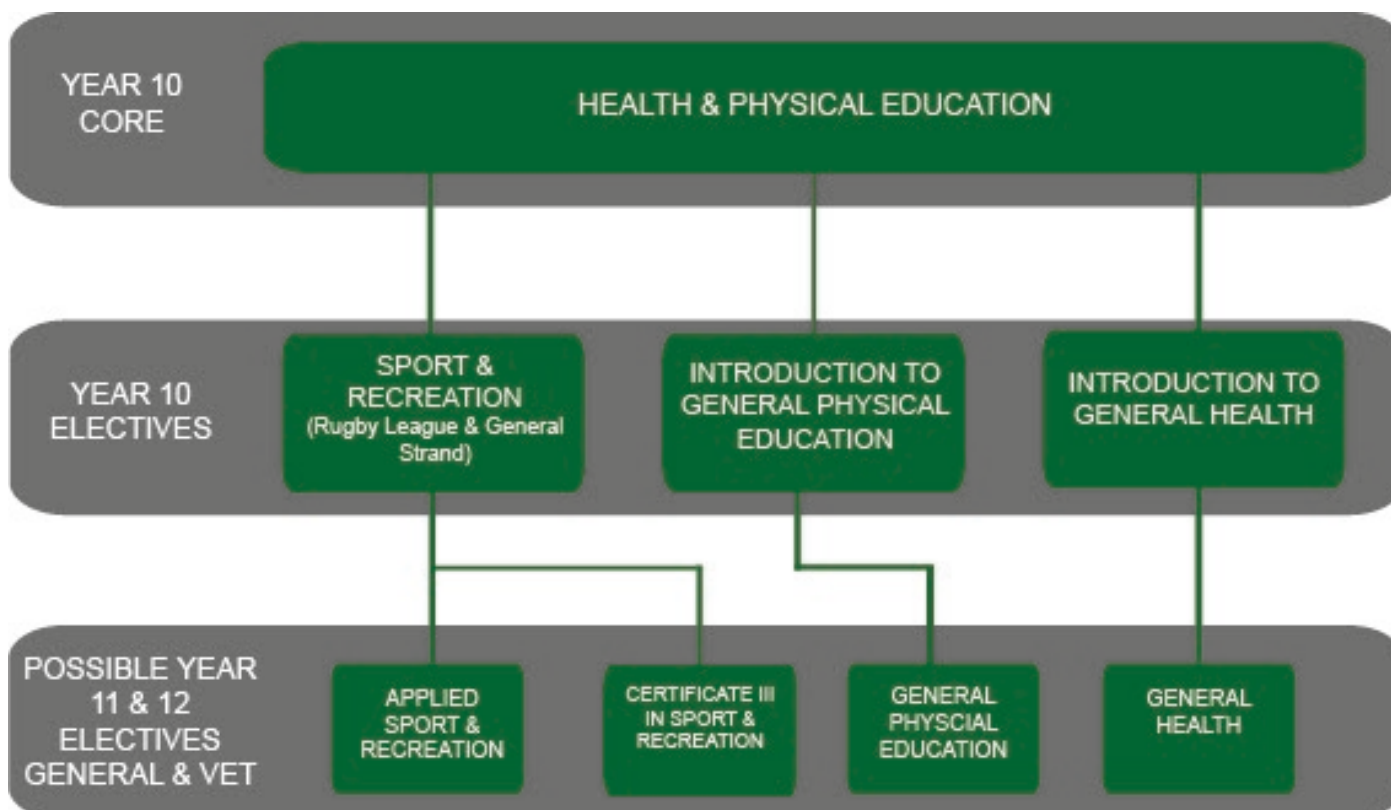 YEAR 10
CORE
HEALTH & PHYSICAL EDUCATION
YEAR 10
ELECTIVES
SPORT &
RECREATION
(Rugby League & General
Strand)
INTRODUCTION TO
GENERAL PHYSICAL
EDUCATION
INTRODUCTION TO
GENERAL HEALTH
POSSIBLE YEAR
11 & 12
ELECTIVES
GENERAL & VET
APPLIED
SPORT &
RECREATION
CERTIFICATE III
IN SPORT &
RECREATION
GENERAL
PHYSCIAL
EDUCATION
GENERAL
HEALTH